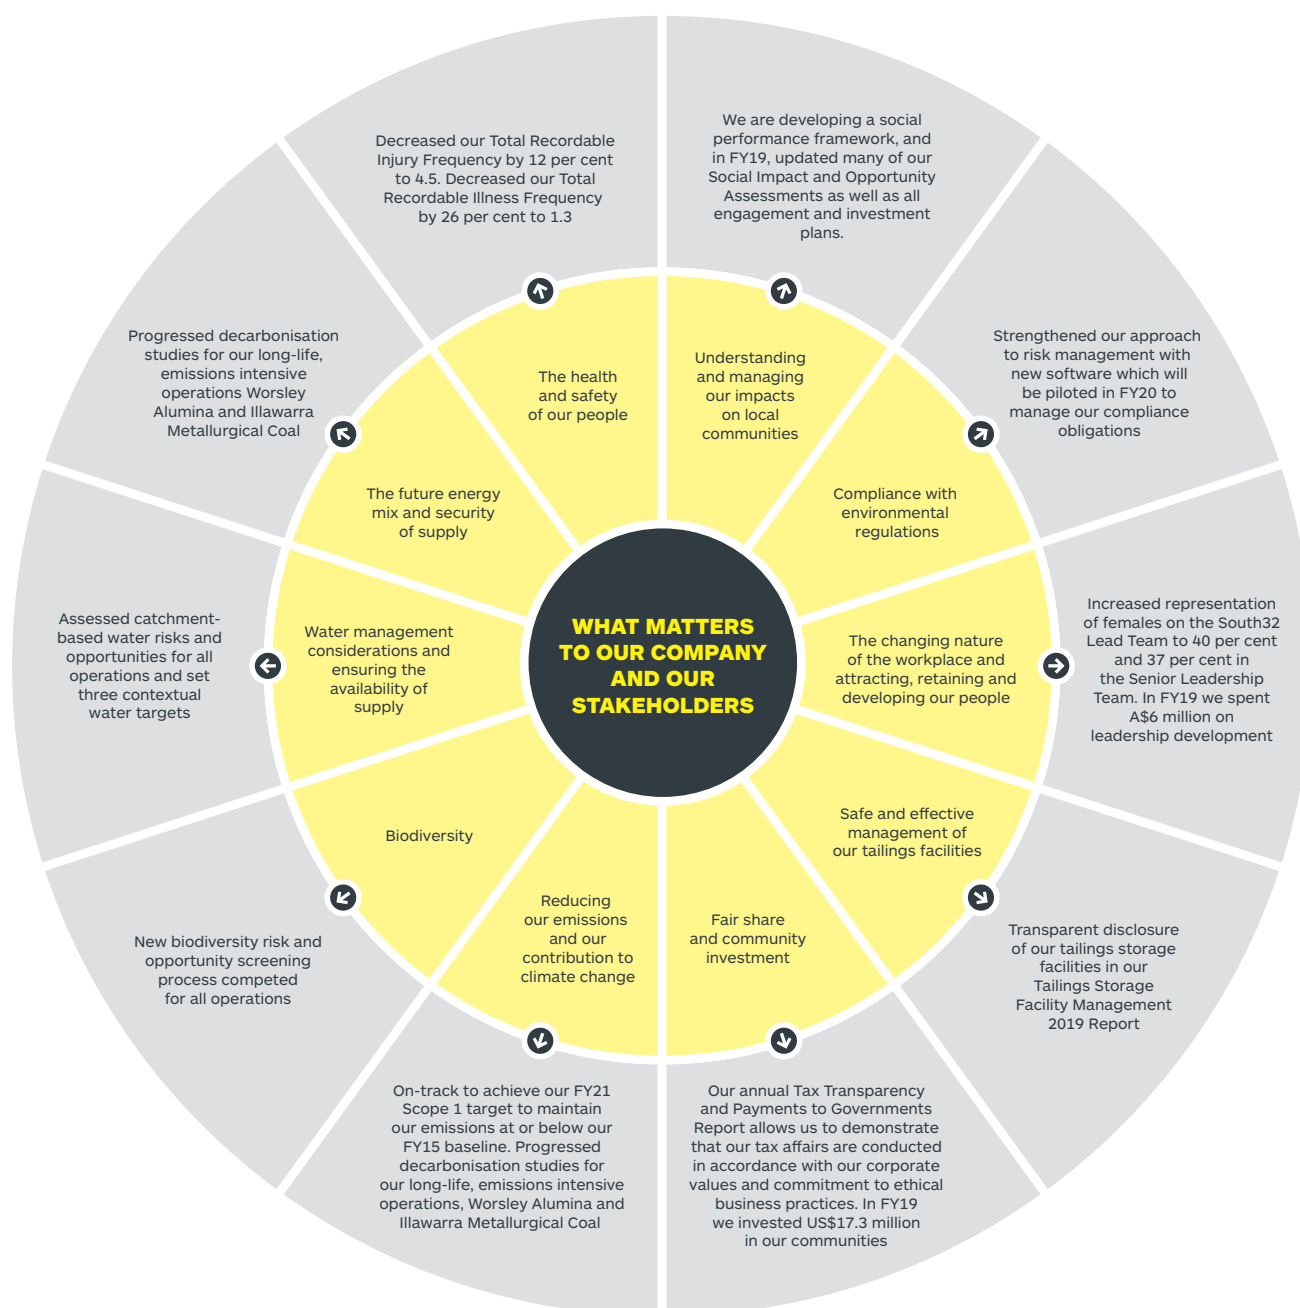 WHAT MATTERS
TO OUR COMPANY
AND OUR
STAKEHOLDERS
Understanding
and managing
our impacts
on local
communities
We are developing a social
performance framework, and
in FY19, updated many of our
Social Impact and Opportunity
Assessments as well as all
engagement and investment
plans.
Compliance with
environmental
regulations
Strengthened our approach
to risk management with
new software which will
be piloted in FY20 to
manage our compliance
obligations
The changing nature
of the workplace and
attracting, retaining and
developing our people
Increased representation
of females on the South32
Lead Team to 40 per cent
and 37 per cent in
the Senior Leadership
Team. In FY19 we spent
A$6 million on
leadership development
Safe and effective
management of
our tailings facilities
Transparent disclosure
of our tailings storage
facilities in our
Tailings Storage
Facility Management
2019 Report
Fair share
and community
investment
Our annual Tax Transparency
and Payments to Governments
Report allows us to demonstrate
that our tax affairs are conducted
in accordance with our corporate
values and commitment to ethical
business practices. In FY19
we invested US$17.3 million
in our communities
Reducing
our emissions
and our
contribution to
climate change
On-track to achieve our FY21
Scope 1 target to maintain
our emissions at or below our
FY15 baseline. Progressed
decarbonisation studies for
our long-life, emissions intensive
operations, Worsley Alumina and
Illawarra Metallurgical Coal
Biodiversity
New biodiversity risk and
opportunity screening
process competed
for all operations
Water management
considerations and
ensuring the
availability of
supply
Assessed catchment-
based water risks and
opportunities for all
operations and set
three contextual
water targets
The future energy
mix and security
of supply
Progressed decarbonisation
studies for our long-life,
emissions intensive
operations Worsley
Alumina and Illawarra
Metallurgical Coal
The health
and safety
of our people
Decreased our Total Recordable
Injury Frequency by 12 per cent
to 4.5. Decreased our Total
Recordable Illness Frequency
by 26 per cent to 1.3